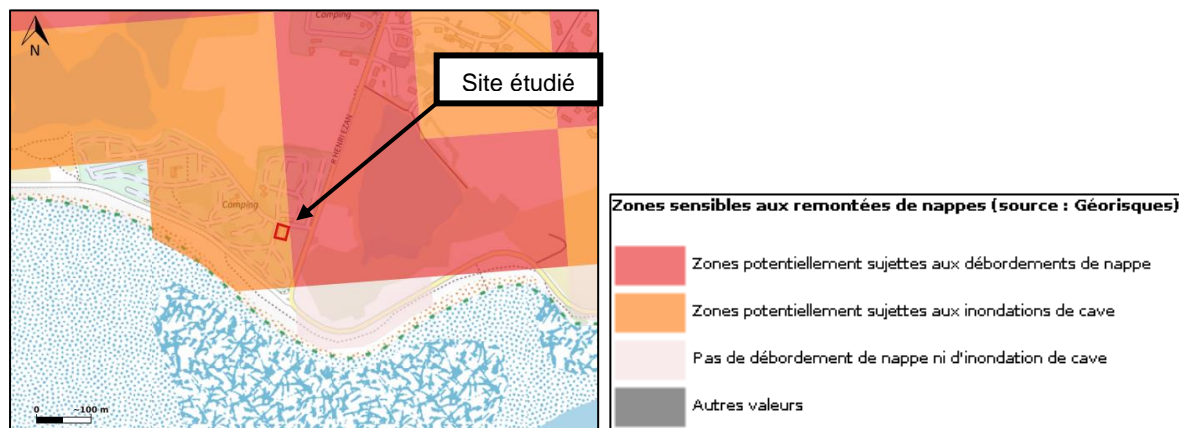 Camping
N
Site étudié
R HENRI EZAN
Camping
0 ~100 m
Zones sensibles aux remontées de nappes (source : Géorisques)
Zones potentiellement sujettes aux débordements de nappe
Zones potentiellement sujettes aux inondations de cave
Pas de débordement de nappe ni d'inondation de cave
Autres valeurs